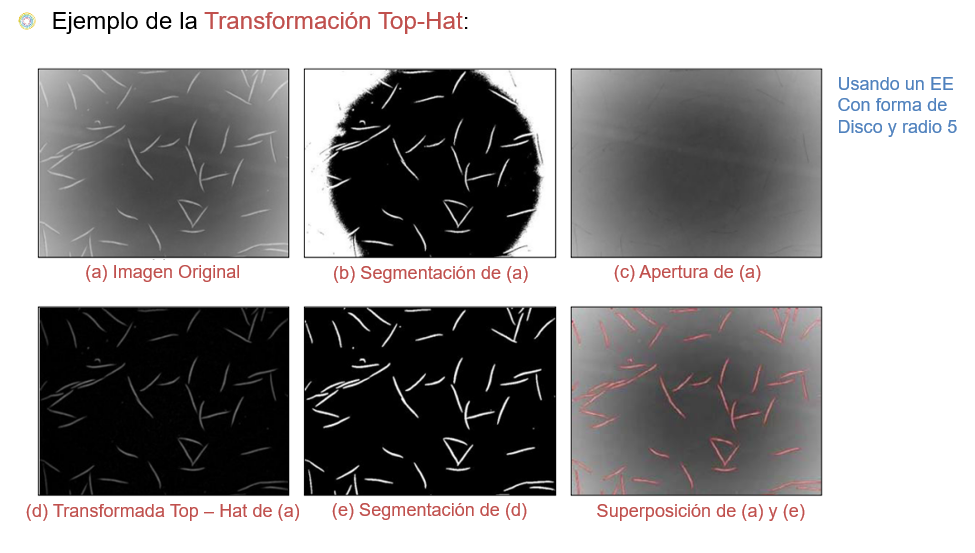 Ejemplo de la Transformación Top-Hat:
Usando un EE
Con forma de
Disco y radio 5
(a) Imagen Original
(b) Segmentación de (a)
(c) Apertura de (a)
(d) Transformada Top – Hat de (a)
(e) Segmentación de (d)
Superposición de (a) y (e)